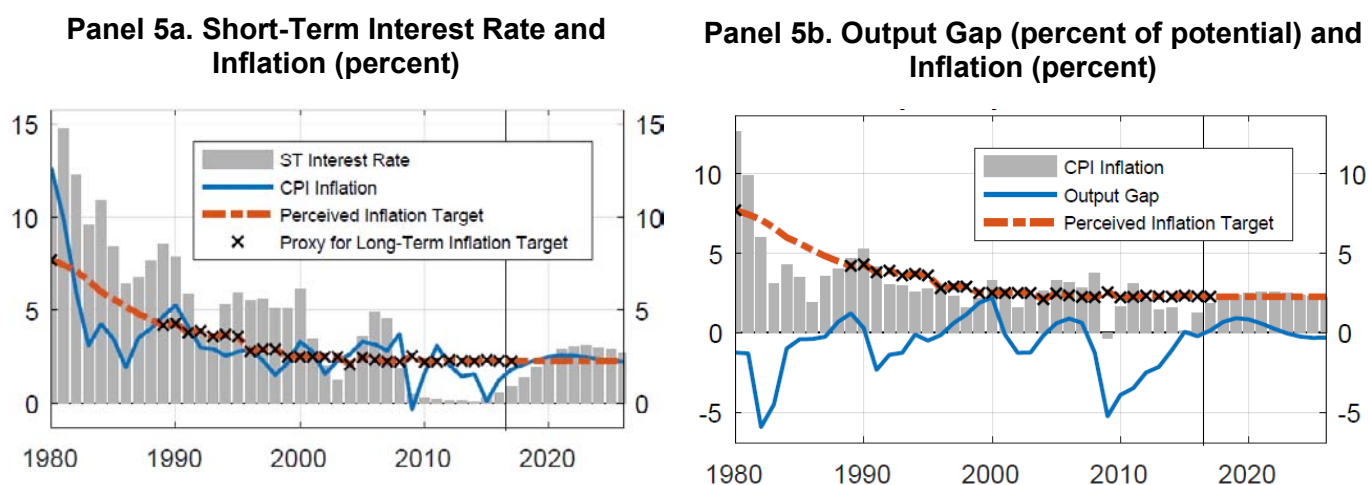 Panel 5a. Short-Term Interest Rate and
Inflation (percent)
15
10
5
0
15
10
5
0
ST Interest Rate
CPI Inflation
Perceived Inflation Target
Proxy for Long-Term Inflation Target
1980 1990 2000 2010 2020
Panel 5b. Output Gap (percent of potential) and
Inflation (percent)
10
5
0
-5
10
5
0
-5
CPI Inflation
Output Gap
Perceived Inflation Target
1980 1990 2000 2010 2020